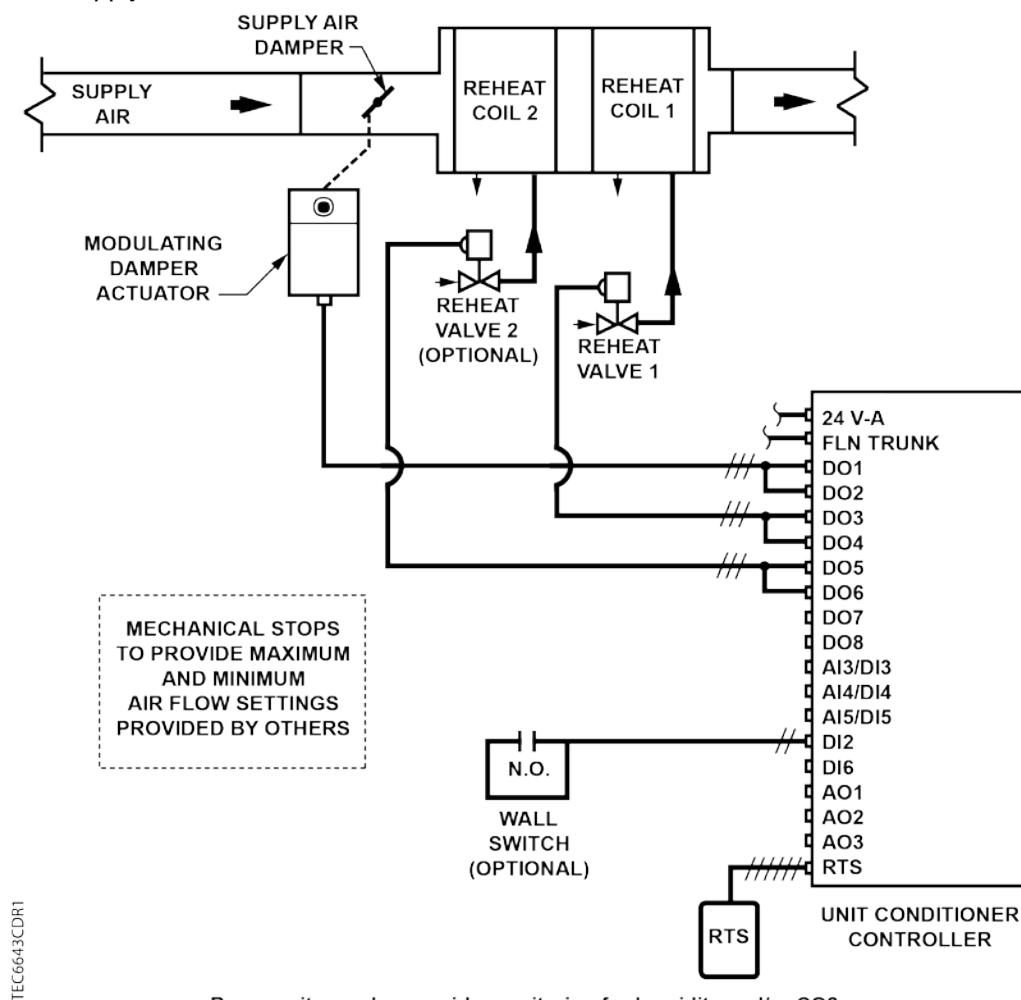 SUPPLY AIR
DAMPER
SUPPLY
AIR
REHEAT
COIL 2
REHEAT
COIL 1
MODULATING
DAMPER
ACTUATOR
REHEAT
VALVE 2
(OPTIONAL)
REHEAT
VALVE 1
24 V-A
FLN TRUNK
DO1
DO2
DO3
DO4
DO5
DO6
DO7
DO8
AI3/DI3
AI4/DI4
AI5/DI5
DI2
DI6
AO1
AO2
AO3
RTS
MECHANICAL STOPS
TO PROVIDE MAXIMUM
AND MINIMUM
AIR FLOW SETTINGS
PROVIDED BY OTHERS
N.O.
WALL
SWITCH
(OPTIONAL)
RTS
UNIT CONDITIONER
CONTROLLER
TEC6643CDR1